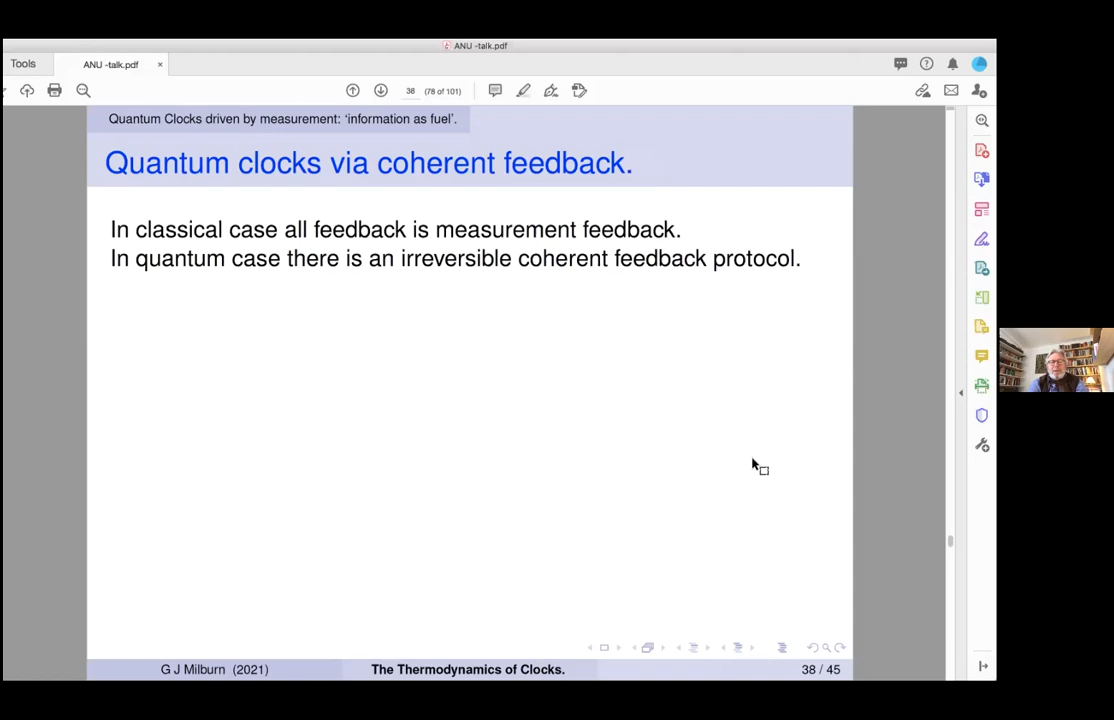 ANU -talk.pdf
Tools
ANU -talk.pdf ×
38 (78 of 101)
Quantum Clocks driven by measurement: ‘information as fuel’.
Quantum clocks via coherent feedback.
In classical case all feedback is measurement feedback.
In quantum case there is an irreversible coherent feedback protocol.
G J Milburn (2021) The Thermodynamics of Clocks. 38 / 45